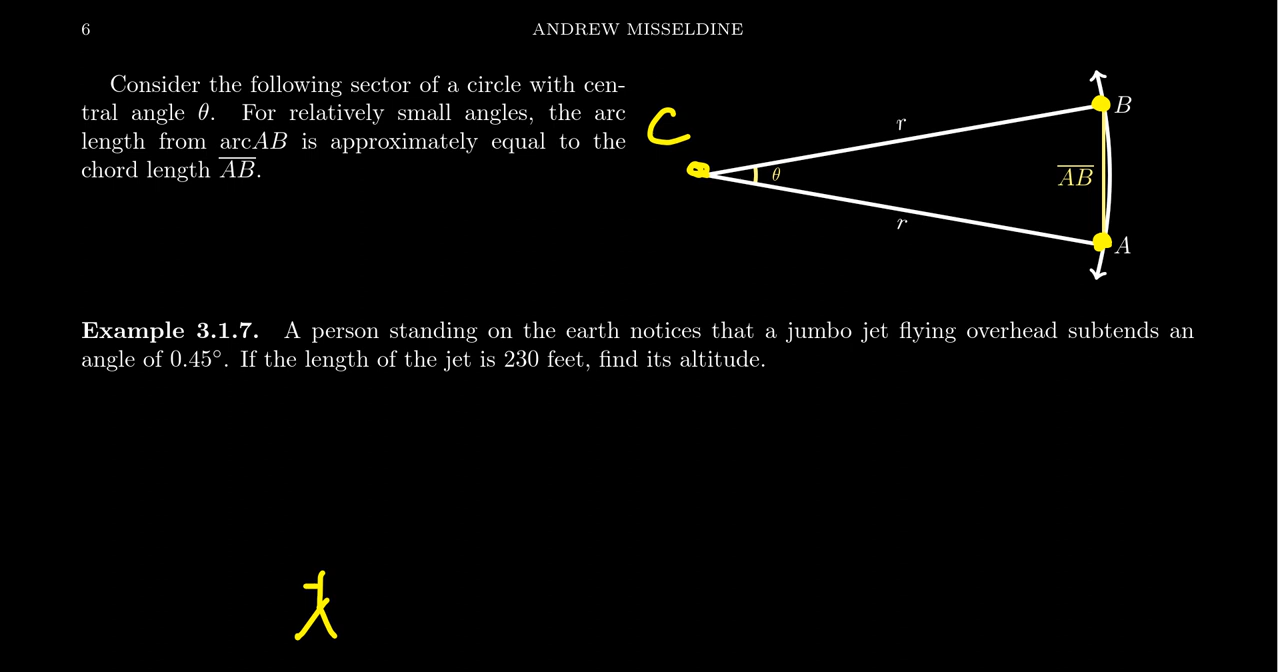 6
ANDREW MISSELDINE
Consider the following sector of a circle with cen-
tral angle θ. For relatively small angles, the arc
length from arcAB is approximately equal to the
chord length A̅B̅.
C
r
B
θ
A̅B̅
r
A
Example 3.1.7. A person standing on the earth notices that a jumbo jet flying overhead subtends an
angle of 0.45°. If the length of the jet is 230 feet, find its altitude.